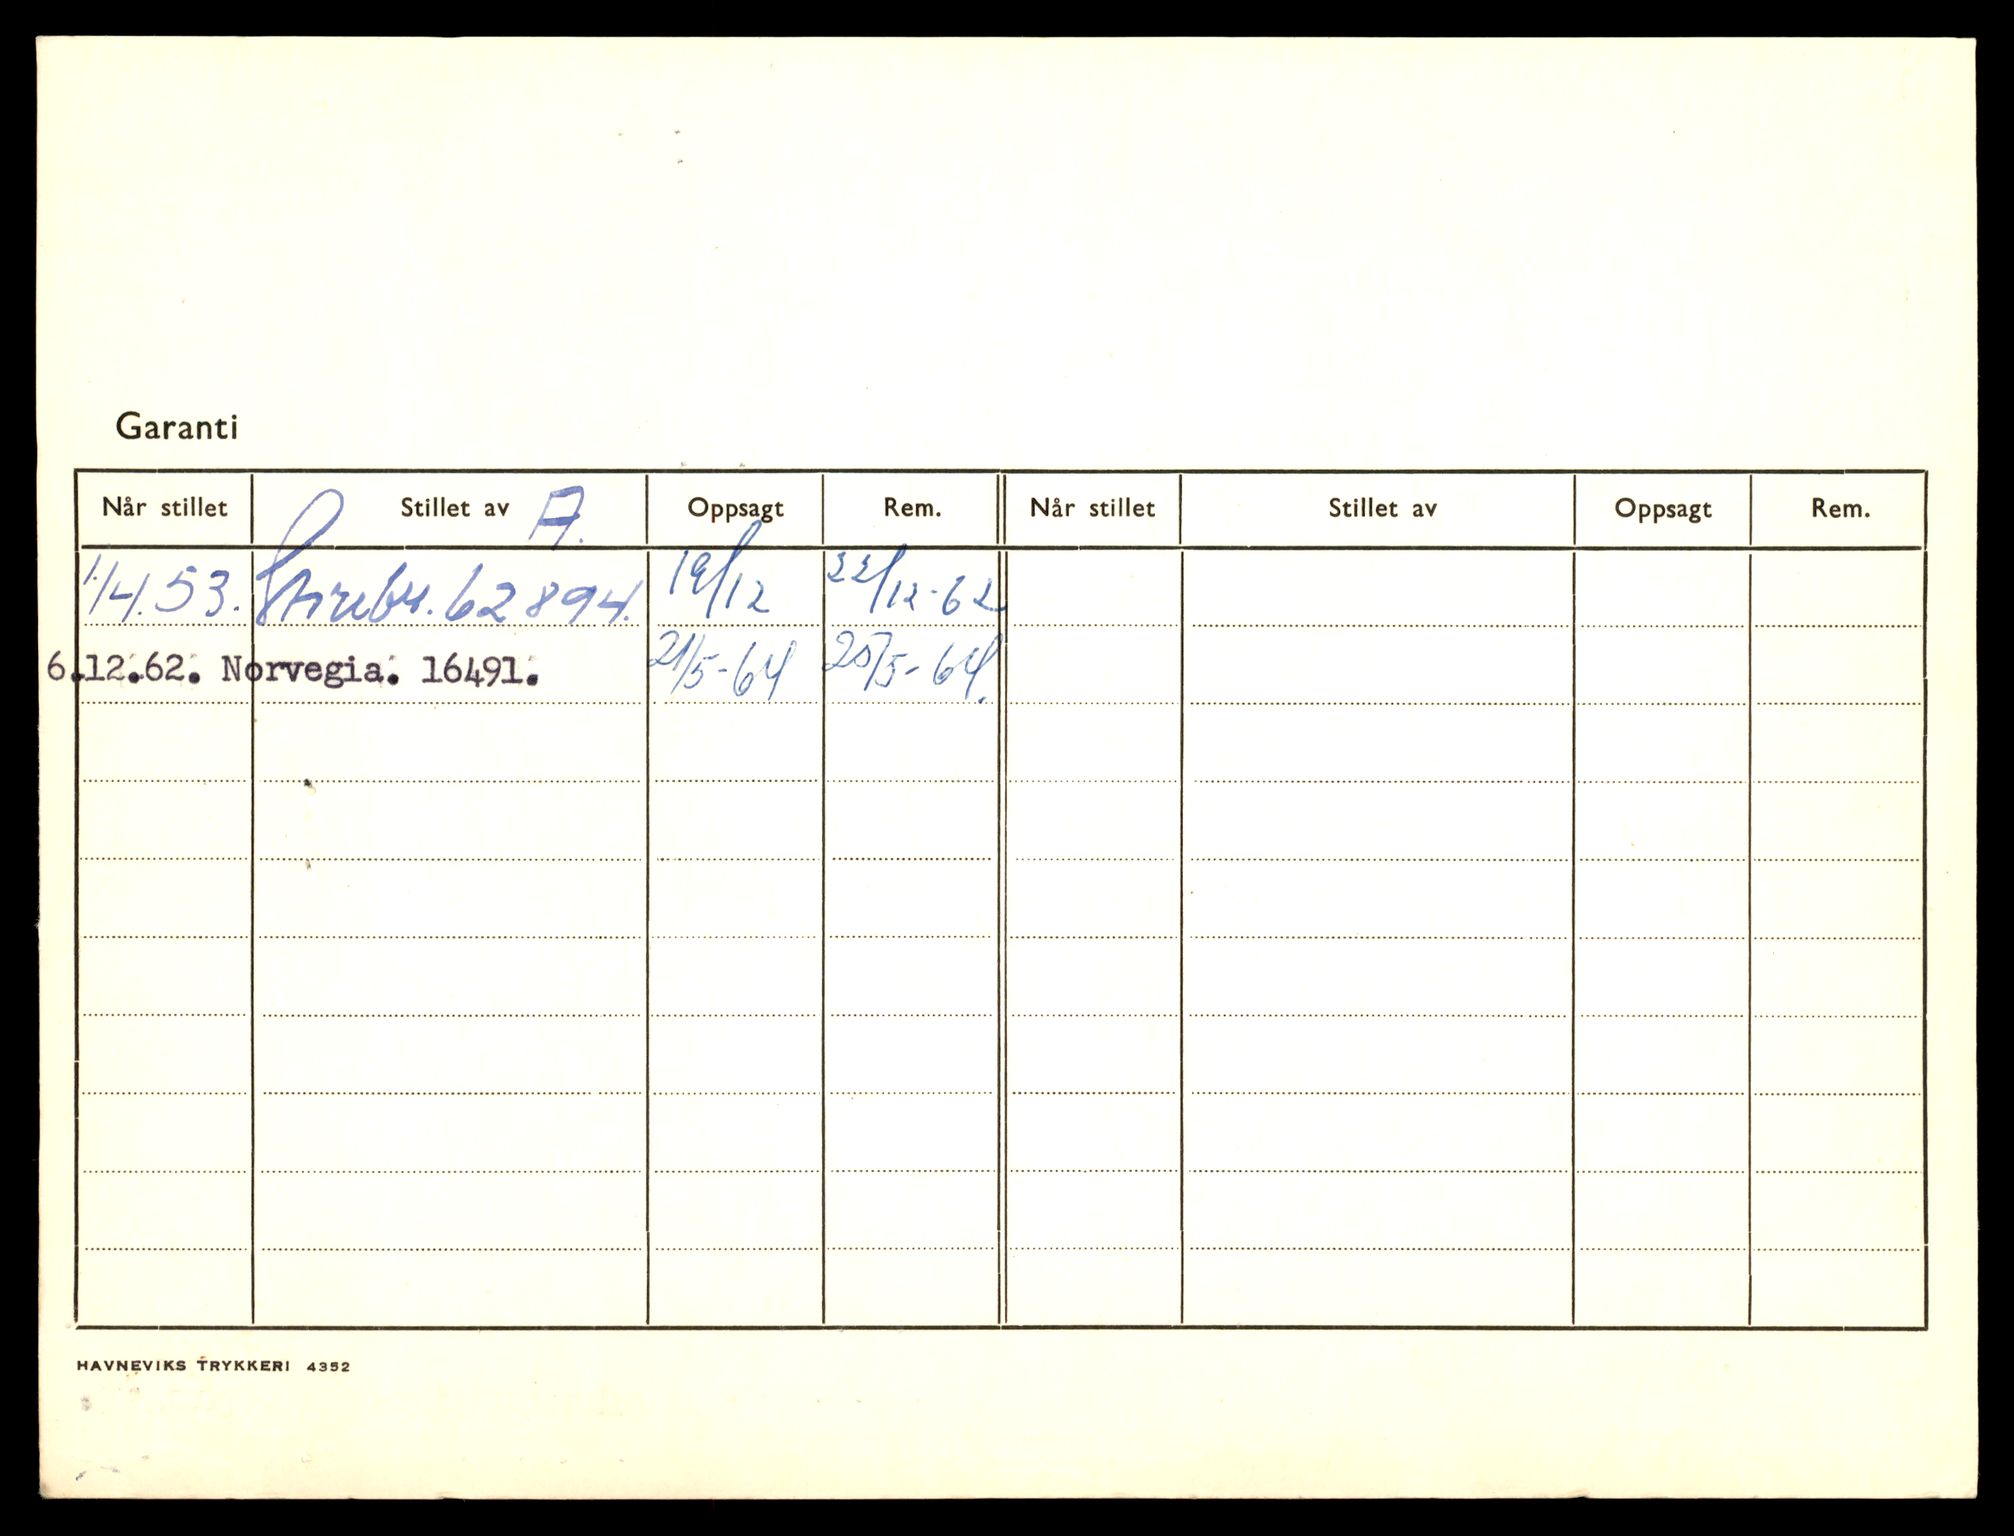 Garanti
Når stillet Stillet av A. Oppsagt Rem. Når stillet Stillet av Oppsagt Rem.
1/4.53. 62894. 19/12 22/12-62
6.12.62. Norvegia. 16491. 21/5-64 25/5-64.
HAVNEVIKS TRYKKERI 4352